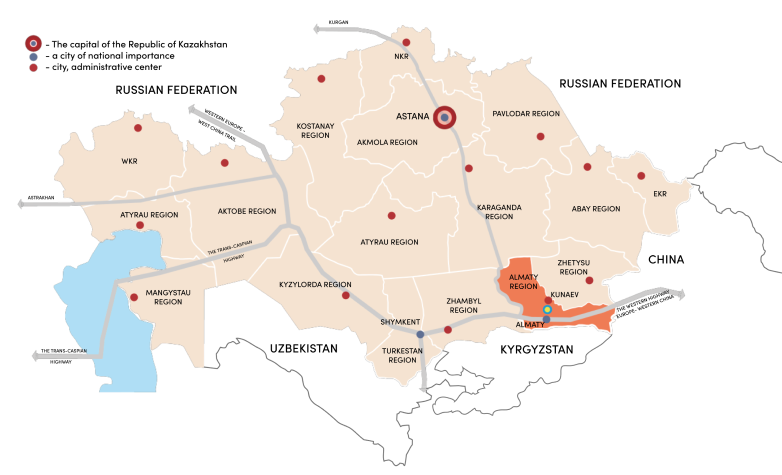 - The capital of the Republic of Kazakhstan
- a city of national importance
- city, administrative center
KURGAN
NKR
RUSSIAN FEDERATION
RUSSIAN FEDERATION
WESTERN EUROPE -
WEST CHINA TRAIL
ASTANA
PAVLODAR REGION
KOSTANAY
REGION
AKMOLA REGION
WKR
EKR
ASTRAKHAN
ATYRAU REGION
AKTOBE REGION
KARAGANDA
REGION
ABAY REGION
ATYRAU REGION
THE TRANS-CASPIAN
HIGHWAY
CHINA
ZHETYSU
REGION
ALMATY
REGION
KYZYLORDA REGION
MANGYSTAU
REGION
KUNAEV
ZHAMBYL
REGION
THE WESTERN HIGHWAY
EUROPE- WESTERN CHINA
SHYMKENT
ALMATY
UZBEKISTAN
KYRGYZSTAN
TURKESTAN
REGION
THE TRANS-CASPIAN
HIGHWAY